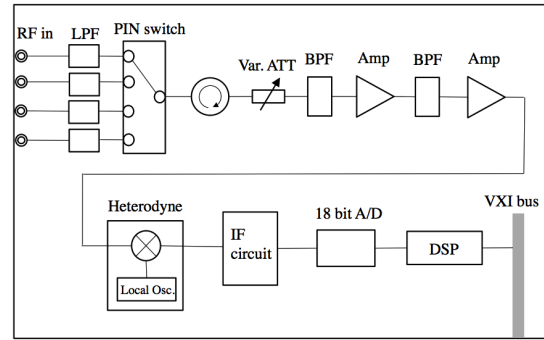 RF in
LPF
PIN switch
Var. ATT
BPF
Amp
BPF
Amp
Heterodyne
Local Osc.
IF
circuit
18 bit A/D
DSP
VXI bus